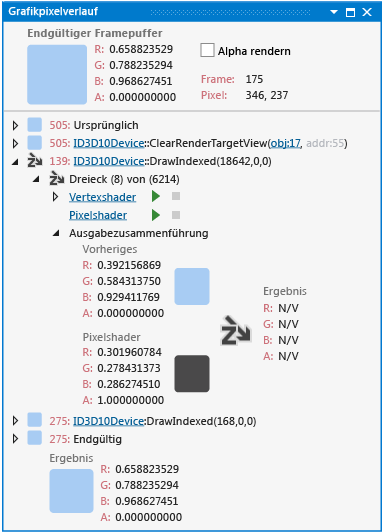 Grafikpixelverlauf
Endgültiger Framepuffer
R: 0.658823529
G: 0.788235294
B: 0.968627451
A: 0.000000000
Alpha rendern
Frame: 175
Pixel: 346, 237
505: Ursprünglich
505: ID3D10Device::ClearRenderTargetView(obj:17, addr:55)
139: ID3D10Device::DrawIndexed(18642,0,0)
Dreieck (8) von (6214)
Vertexshader
Pixelshader
Ausgabezusammenführung
Vorheriges
R: 0.392156869
G: 0.584313750
B: 0.929411769
A: 0.000000000
Pixelshader
R: 0.301960784
G: 0.278431373
B: 0.286274510
A: 1.000000000
Ergebnis
R: N/V
G: N/V
B: N/V
A: N/V
275: ID3D10Device:DrawIndexed(168,0,0)
275: Endgültig
Ergebnis
R: 0.658823529
G: 0.788235294
B: 0.968627451
A: 0.000000000